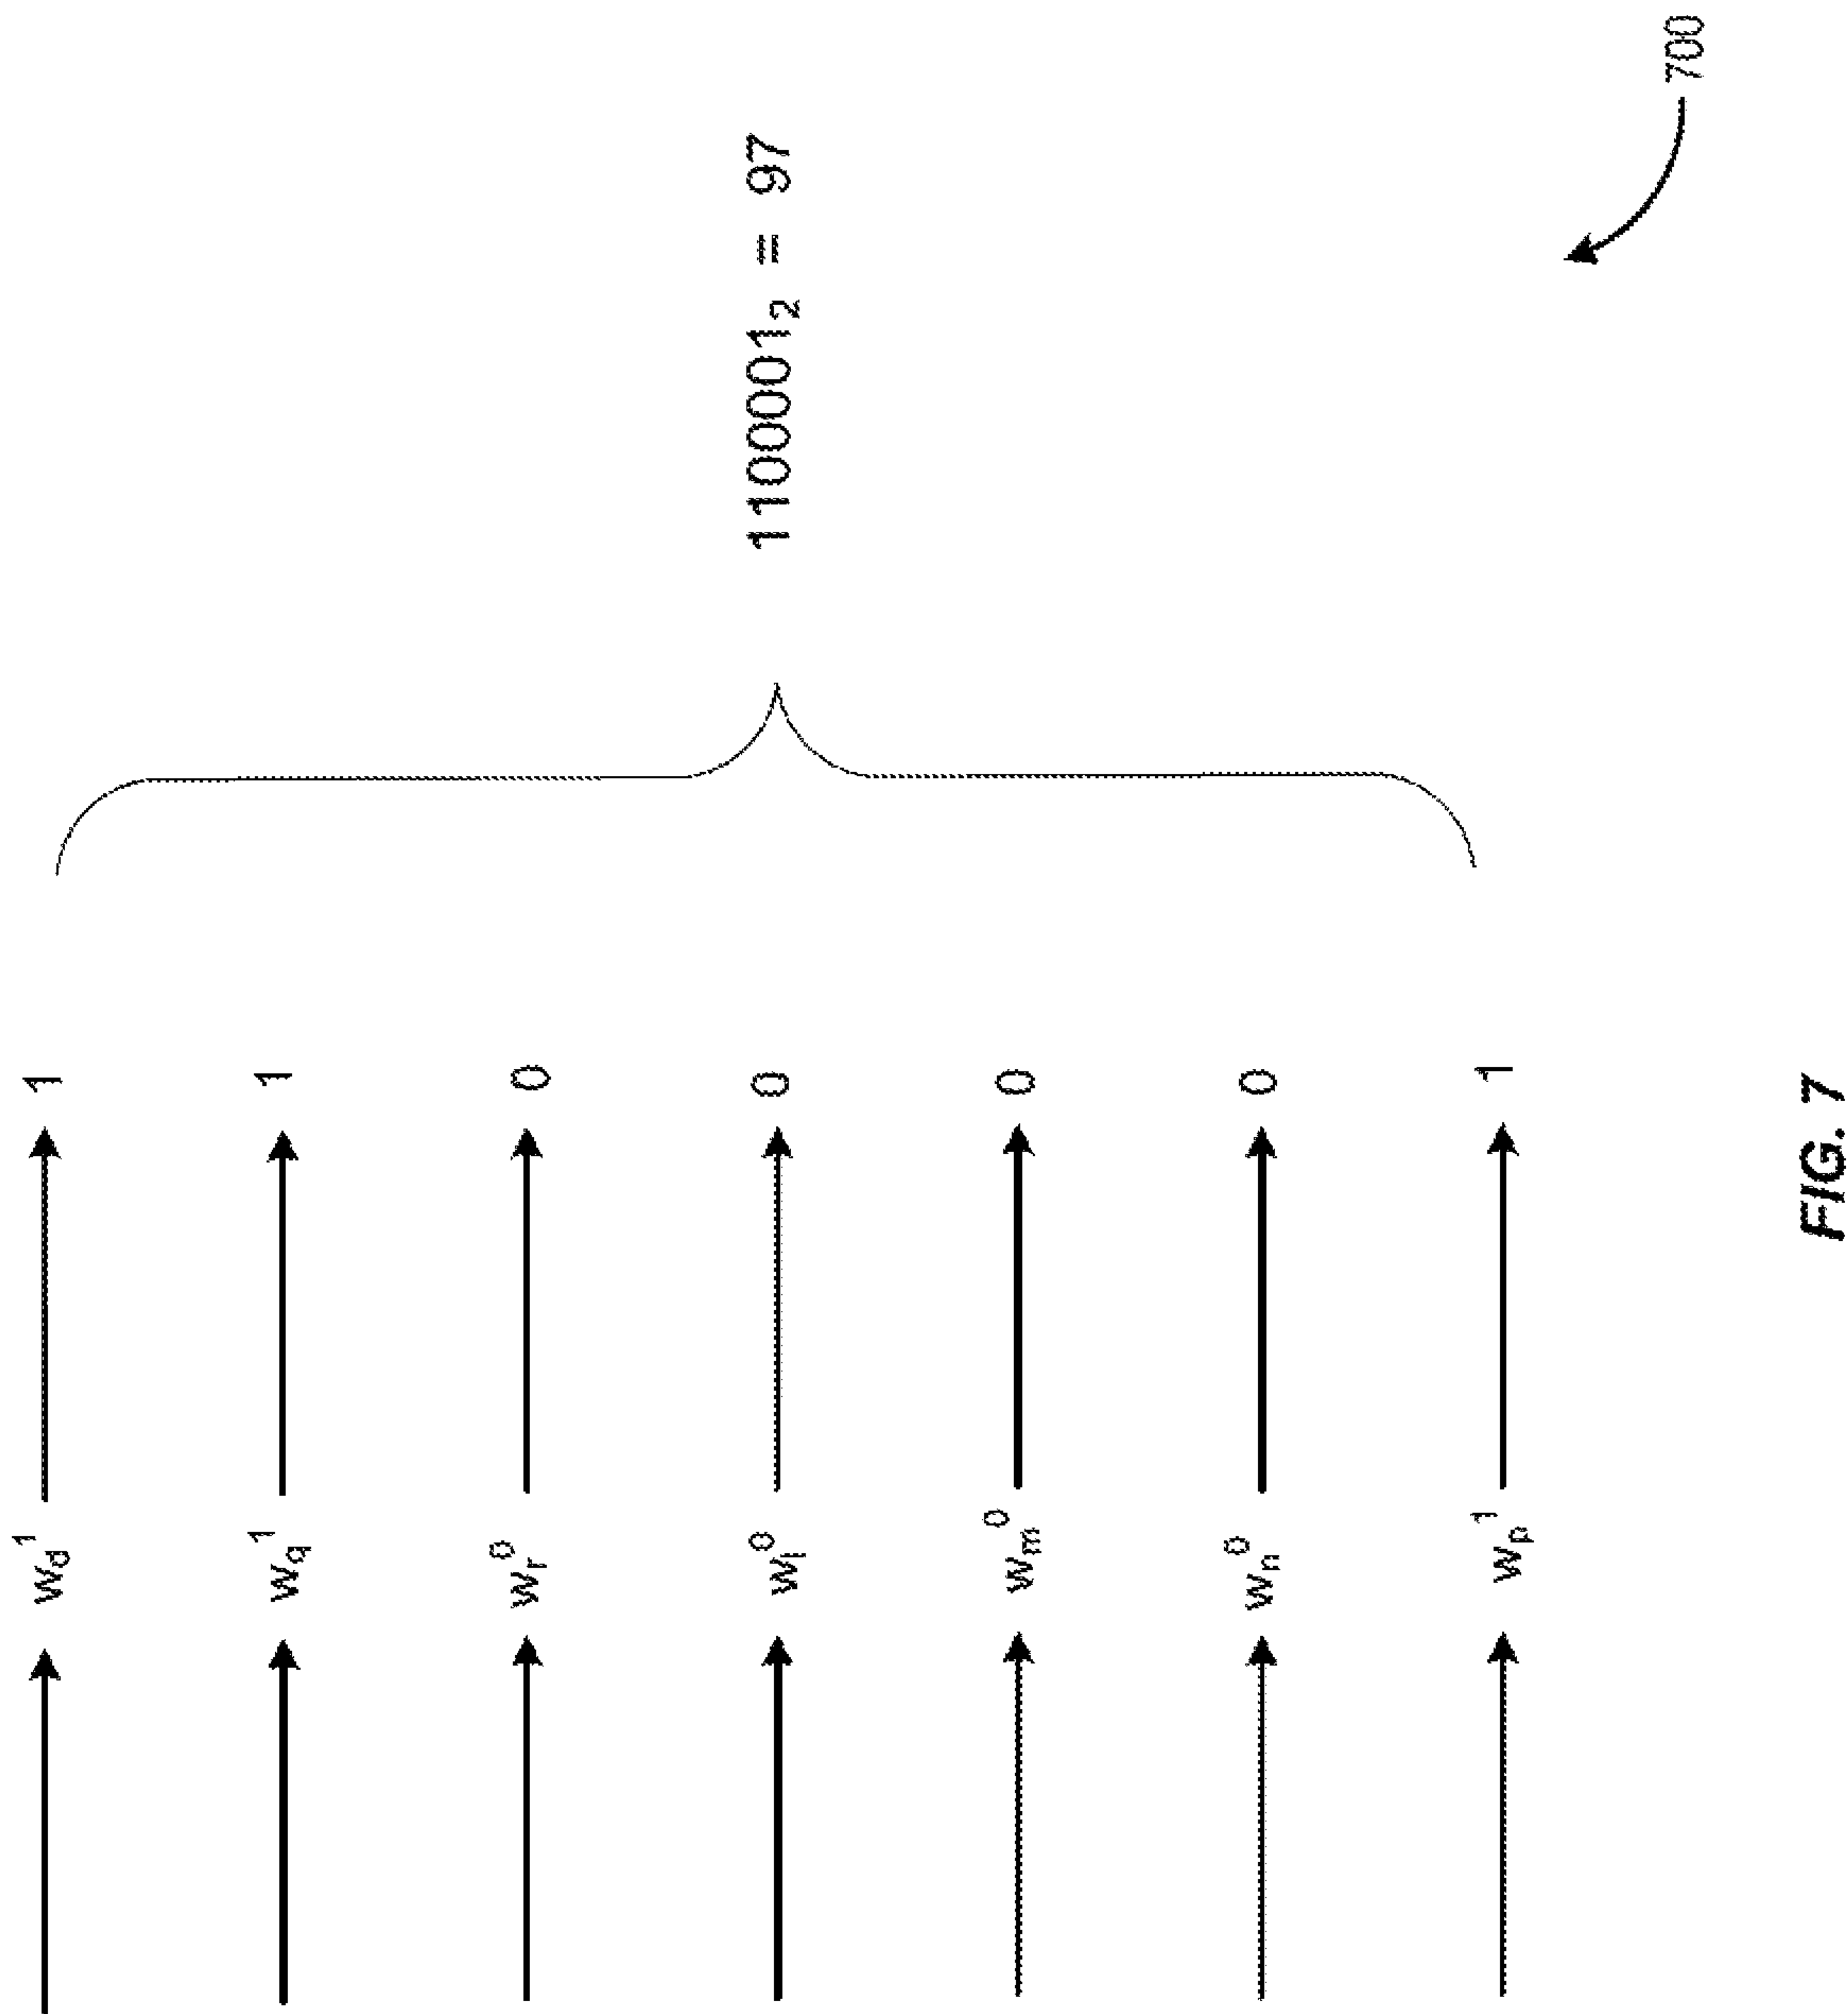 w_d^1 1
w_q^1 1
w_r^0 0
w_l^0 0
w_m^0 0
w_n^0 0
w_p^1 1
1100001₂ = 97
700
FIG. 7